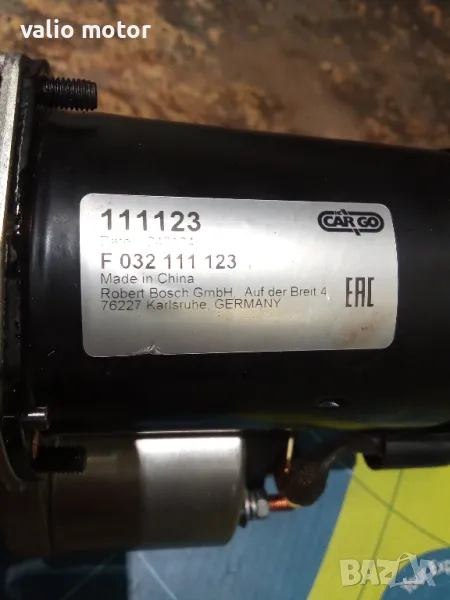 valio motor
111123
CARGO
F 032 111 123
Made in China
EAC
Robert Bosch GmbH, Auf der Breit 4
76227 Karlsruhe, GERMANY
BAZAR